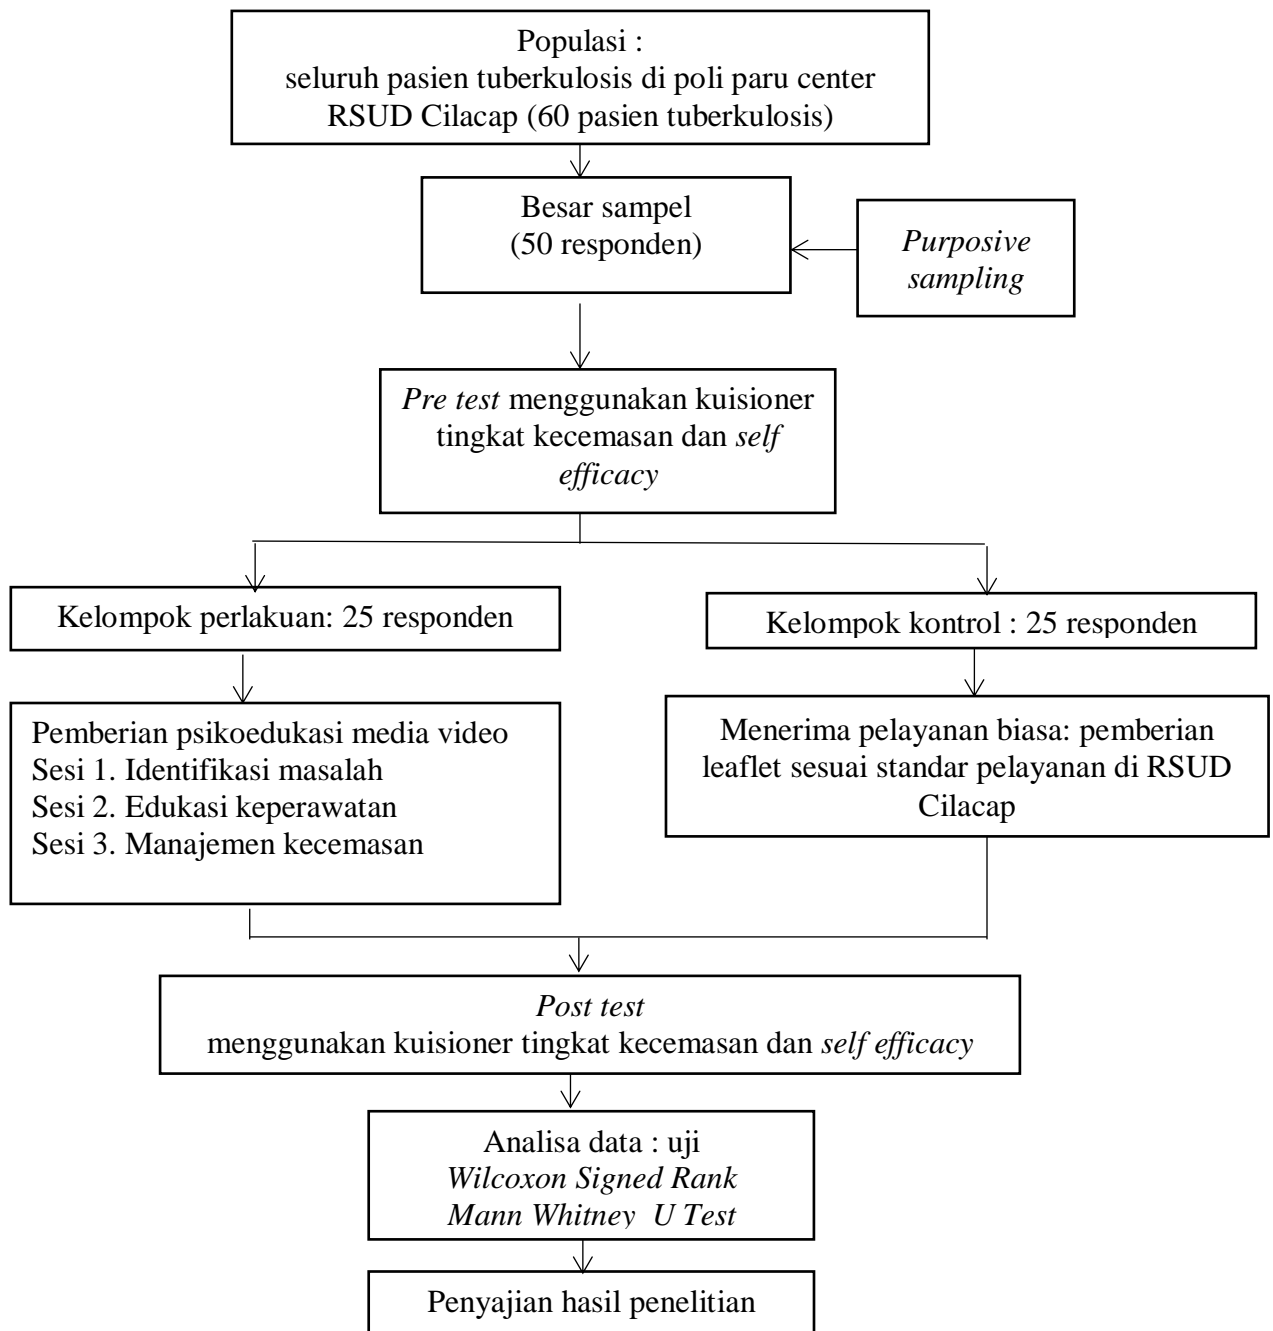 Populasi :
seluruh pasien tuberkulosis di poli paru center
RSUD Cilacap (60 pasien tuberkulosis)
Besar sampel
(50 responden)
Purposive
sampling
Pre test menggunakan kuisioner
tingkat kecemasan dan self
efficacy
Kelompok perlakuan: 25 responden
Kelompok kontrol : 25 responden
Pemberian psikoedukasi media video
Sesi 1. Identifikasi masalah
Sesi 2. Edukasi keperawatan
Sesi 3. Manajemen kecemasan
Menerima pelayanan biasa: pemberian
leaflet sesuai standar pelayanan di RSUD
Cilacap
Post test
menggunakan kuisioner tingkat kecemasan dan self efficacy
Analisa data : uji
Wilcoxon Signed Rank
Mann Whitney U Test
Penyajian hasil penelitian